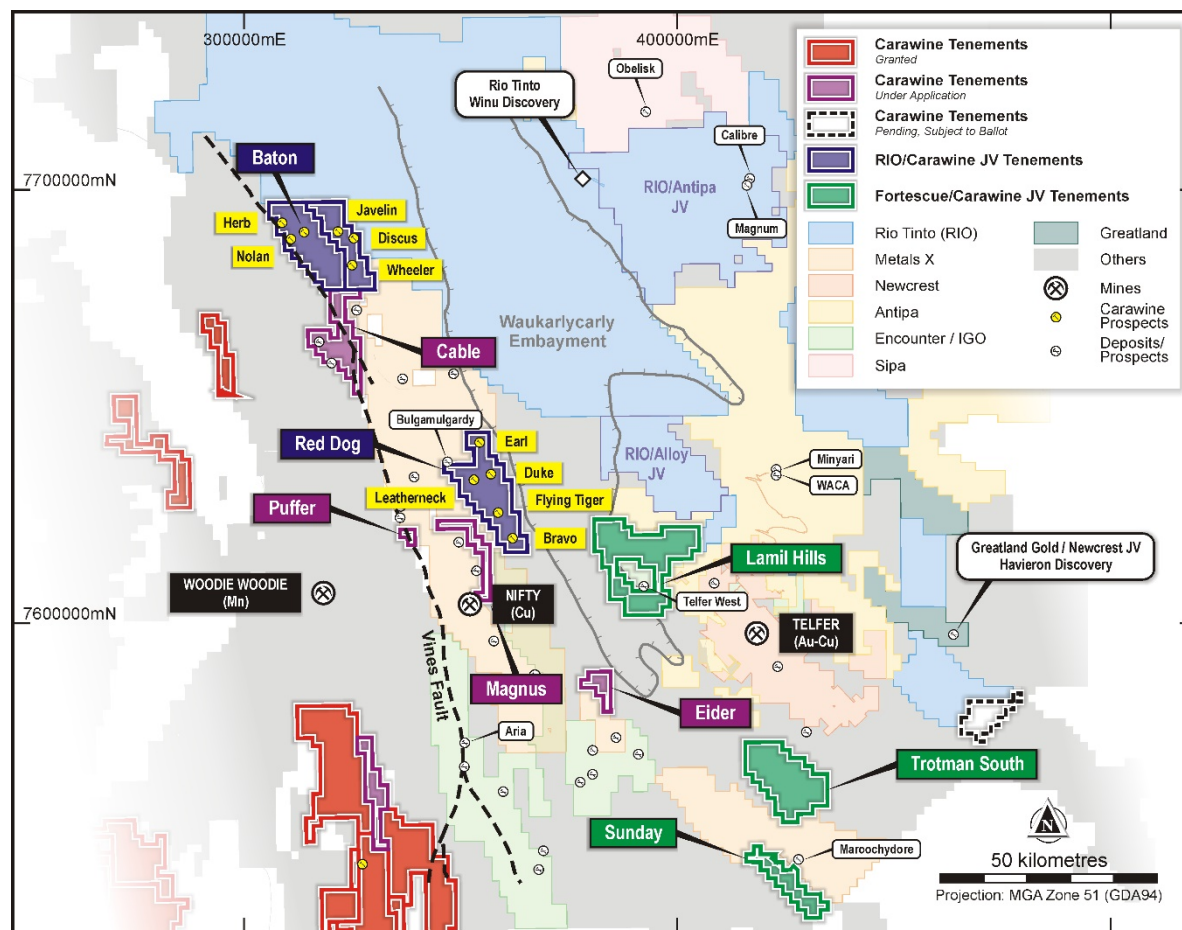 300000mE
400000mE
7700000mN
7600000mN
Obelisk
Rio Tinto
Winu Discovery
Calibre
Baton
RIO/Antipa
JV
Magnum
Herb
Javelin
Discus
Nolan
Wheeler
Waukarlycarly
Embayment
Cable
Bulgamulgardy
Red Dog
Earl
RIO/Alloy
JV
Minyari
WACA
Duke
Leatherneck
Flying Tiger
Puffer
Bravo
Lamil Hills
Greatland Gold / Newcrest JV
Havieron Discovery
WOODIE WOODIE
(Mn)
NIFTY
(Cu)
Telfer West
TELFER
(Au-Cu)
Vines Fault
Magnus
Eider
Aria
Trotman South
Sunday
Maroochydore
Carawine Tenements
Granted
Carawine Tenements
Under Application
Carawine Tenements
Pending, Subject to Ballot
RIO/Carawine JV Tenements
Fortescue/Carawine JV Tenements
Rio Tinto (RIO)
Metals X
Newcrest
Antipa
Encounter / IGO
Sipa
Greatland
Others
Mines
Carawine
Prospects
Deposits/
Prospects
N
50 kilometres
Projection: MGA Zone 51 (GDA94)